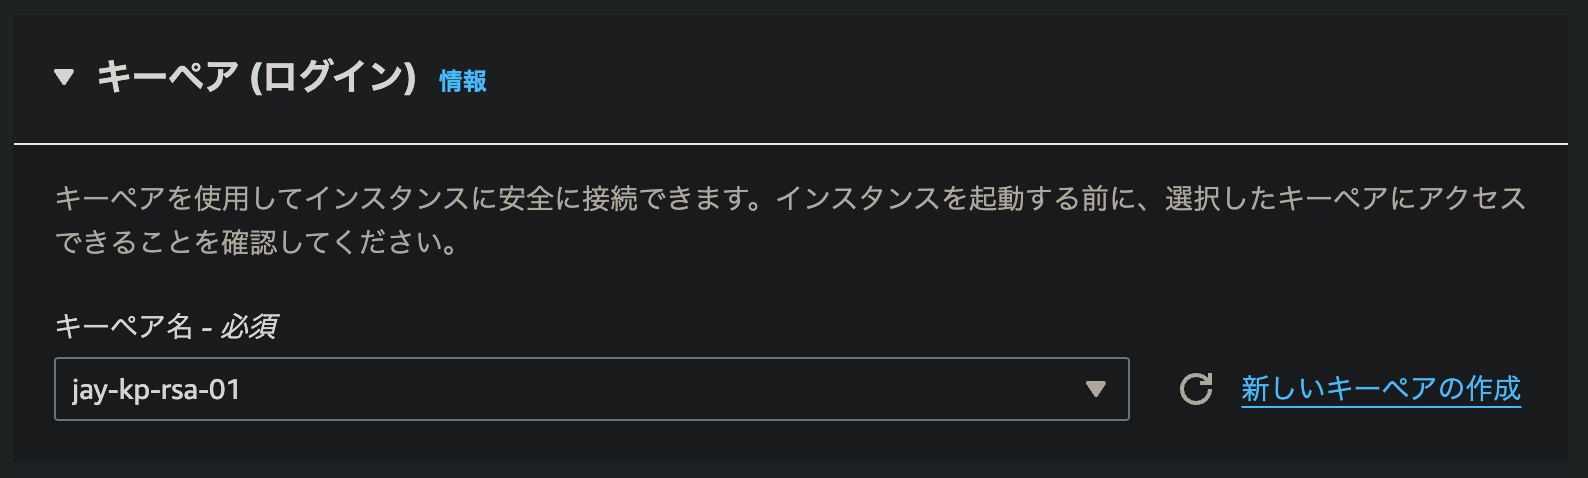 キーペア (ログイン) 情報
キーペアを使用してインスタンスに安全に接続できます。インスタンスを起動する前に、選択したキーペアにアクセス
できることを確認してください。
キーペア名 - 必須
jay-kp-rsa-01
新しいキーペアの作成